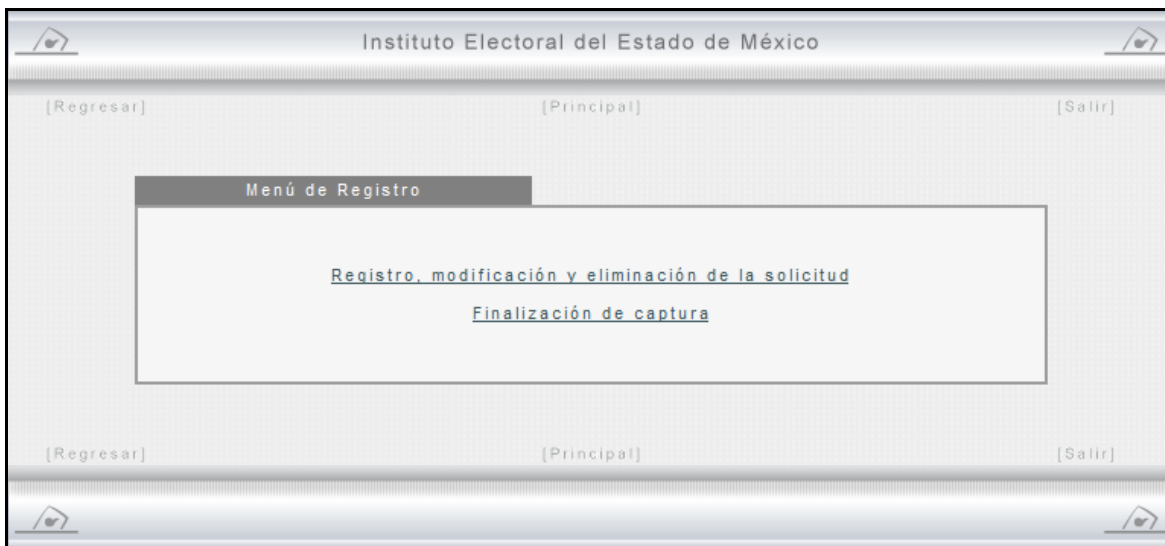 Instituto Electoral del Estado de México
[Regresar] [Principal] [Salir]
Menú de Registro
Registro, modificación y eliminación de la solicitud
Finalización de captura
[Regresar] [Principal] [Salir]